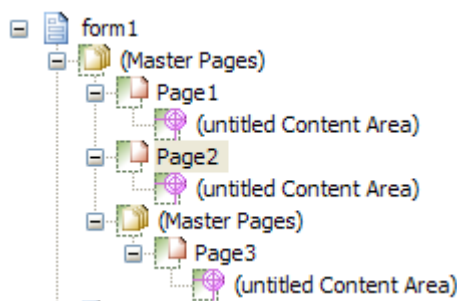 form1
(Master Pages)
Page1
(untitled Content Area)
Page2
(untitled Content Area)
(Master Pages)
Page3
(untitled Content Area)